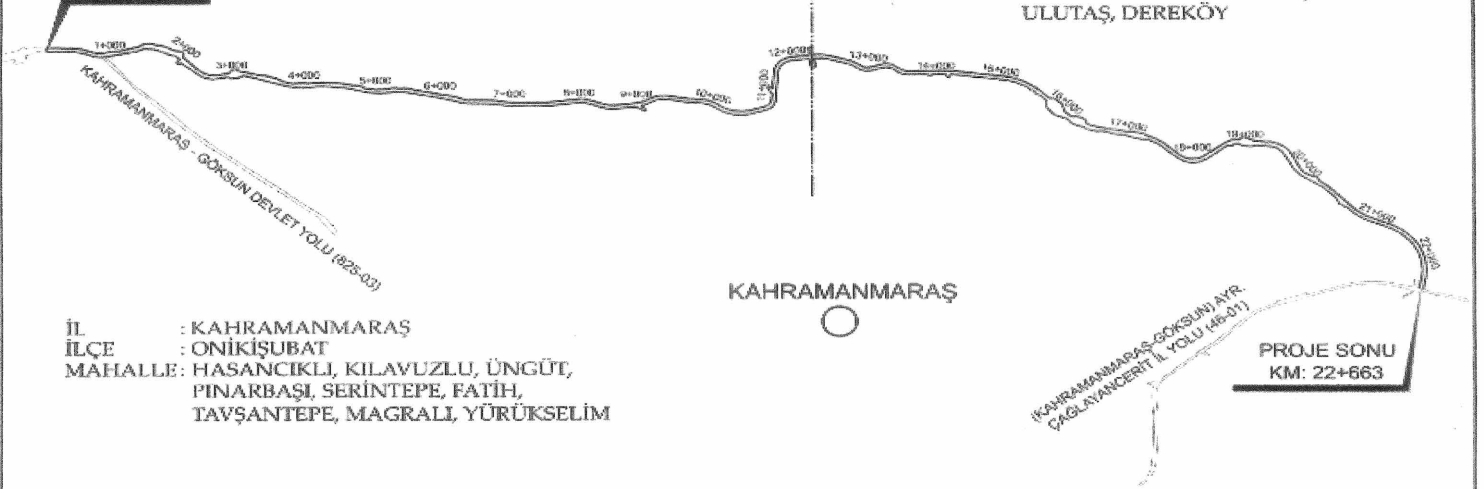 ULUTAŞ, DEREKÖY
1+000
2+000
3+000
4+000
5+000
6+000
7+000
8+000
9+000
10+000
11+000
12+000
13+000
14+000
15+000
16+000
17+000
18+000
19+000
20+000
21+000
22+000
KAHRAMANMARAŞ - GÖKSUN DEVLET YOLU (825-03)
KAHRAMANMARAŞ
(KAHRAMANMARAŞ-GÖKSUN) AYR.
ÇAĞLAYANCERİT İL YOLU (46-01)
PROJE SONU
KM: 22+663
İL : KAHRAMANMARAŞ
İLÇE : ONİKİŞUBAT
MAHALLE: HASANCIKLI, KILAVUZLU, ÜNGÜT,
PINARBAŞI, SERİNTEPE, FATİH,
TAVŞANTEPE, MAGRALI, YÜRÜKSELİM